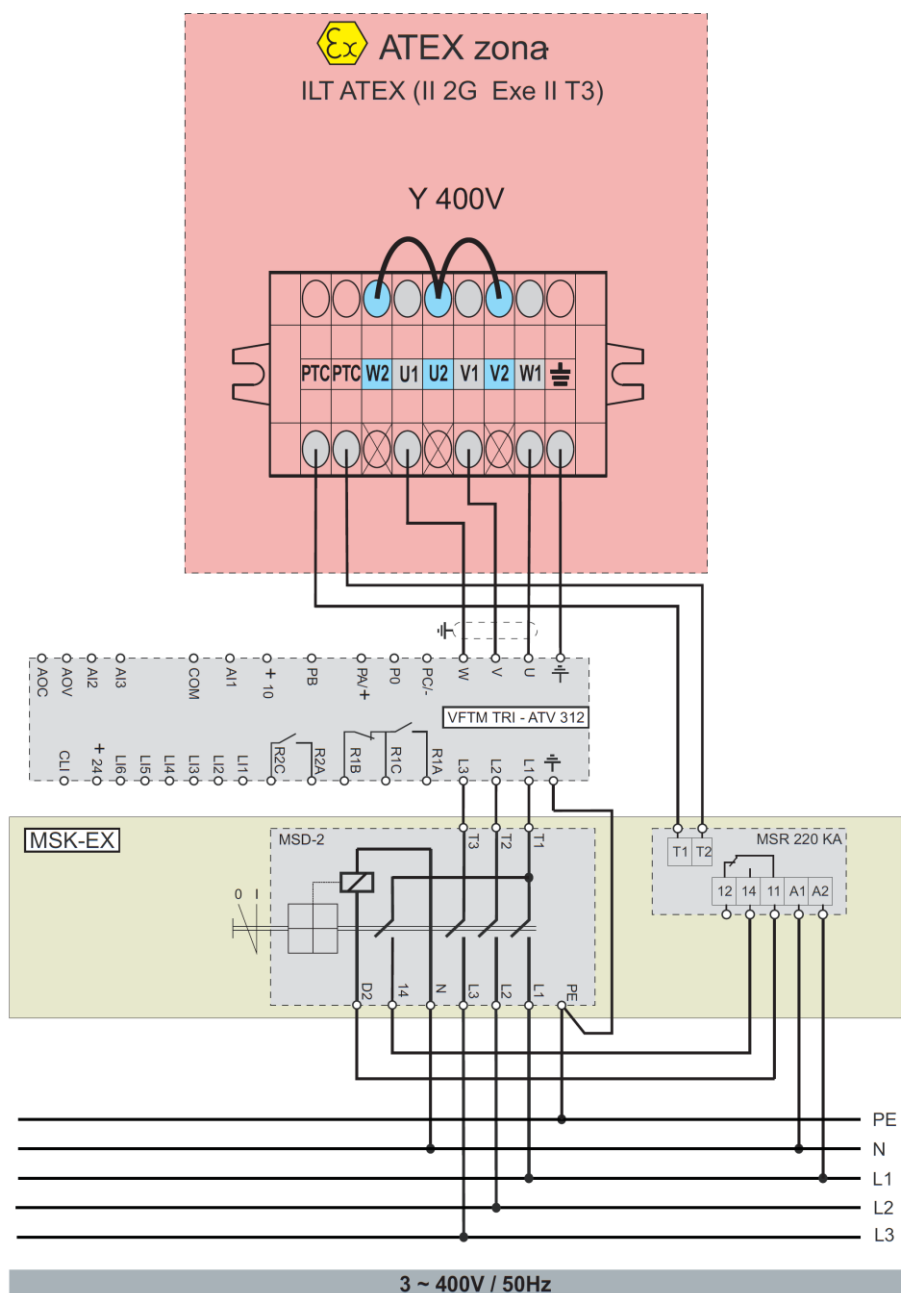 Ex ATEX zona
ILT ATEX (II 2G Exe II T3)
Y 400V
PTC PTC W2 U1 U2 V1 V2 W1
AOC AOV AI2 AI3 COM AI1 + 10 PB PA/+ P0 PC/- W V U
VFTM TRI - ATV 312
CLI + 24 LI6 LI5 LI4 LI3 LI2 LI1 R2C R2A R1B R1C R1A L3 L2 L1
MSK-EX
MSD-2 T3 T2 T1
MSR 220 KA
T1 T2
12 14 11 A1 A2
0 I
D2 14 N L3 L2 L1 PE
PE
N
L1
L2
L3
3 ~ 400V / 50Hz